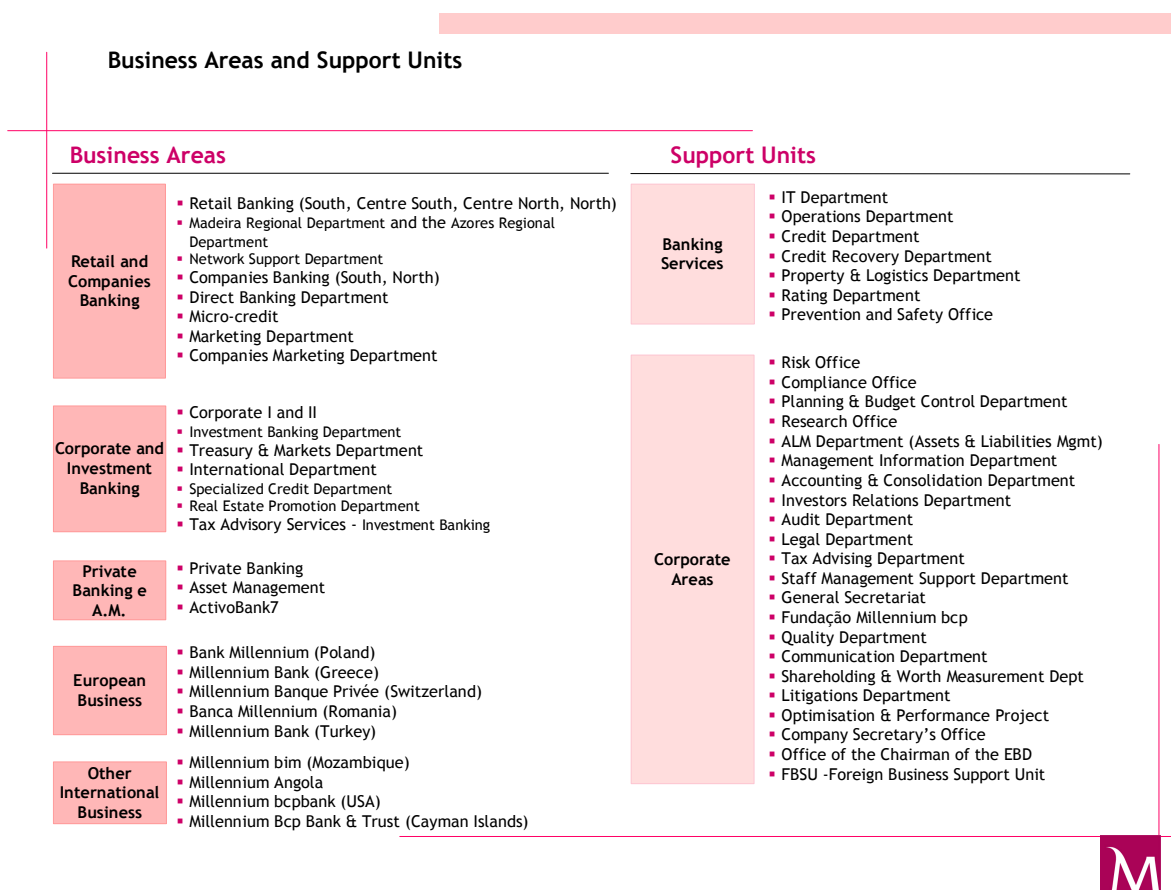 Business Areas and Support Units
Business Areas
Retail and
Companies
Banking
▪ Retail Banking (South, Centre South, Centre North, North)
▪ Madeira Regional Department and the Azores Regional
Department
▪ Network Support Department
▪ Companies Banking (South, North)
▪ Direct Banking Department
▪ Micro-credit
▪ Marketing Department
▪ Companies Marketing Department
Corporate and
Investment
Banking
▪ Corporate I and II
▪ Investment Banking Department
▪ Treasury & Markets Department
▪ International Department
▪ Specialized Credit Department
▪ Real Estate Promotion Department
▪ Tax Advisory Services - Investment Banking
Private
Banking e
A.M.
▪ Private Banking
▪ Asset Management
▪ ActivoBank7
European
Business
▪ Bank Millennium (Poland)
▪ Millennium Bank (Greece)
▪ Millennium Banque Privée (Switzerland)
▪ Banca Millennium (Romania)
▪ Millennium Bank (Turkey)
Other
International
Business
▪ Millennium bim (Mozambique)
▪ Millennium Angola
▪ Millennium bcpbank (USA)
▪ Millennium Bcp Bank & Trust (Cayman Islands)
Support Units
Banking
Services
▪ IT Department
▪ Operations Department
▪ Credit Department
▪ Credit Recovery Department
▪ Property & Logistics Department
▪ Rating Department
▪ Prevention and Safety Office
Corporate
Areas
▪ Risk Office
▪ Compliance Office
▪ Planning & Budget Control Department
▪ Research Office
▪ ALM Department (Assets & Liabilities Mgmt)
▪ Management Information Department
▪ Accounting & Consolidation Department
▪ Investors Relations Department
▪ Audit Department
▪ Legal Department
▪ Tax Advising Department
▪ Staff Management Support Department
▪ General Secretariat
▪ Fundação Millennium bcp
▪ Quality Department
▪ Communication Department
▪ Shareholding & Worth Measurement Dept
▪ Litigations Department
▪ Optimisation & Performance Project
▪ Company Secretary’s Office
▪ Office of the Chairman of the EBD
▪ FBSU -Foreign Business Support Unit
M